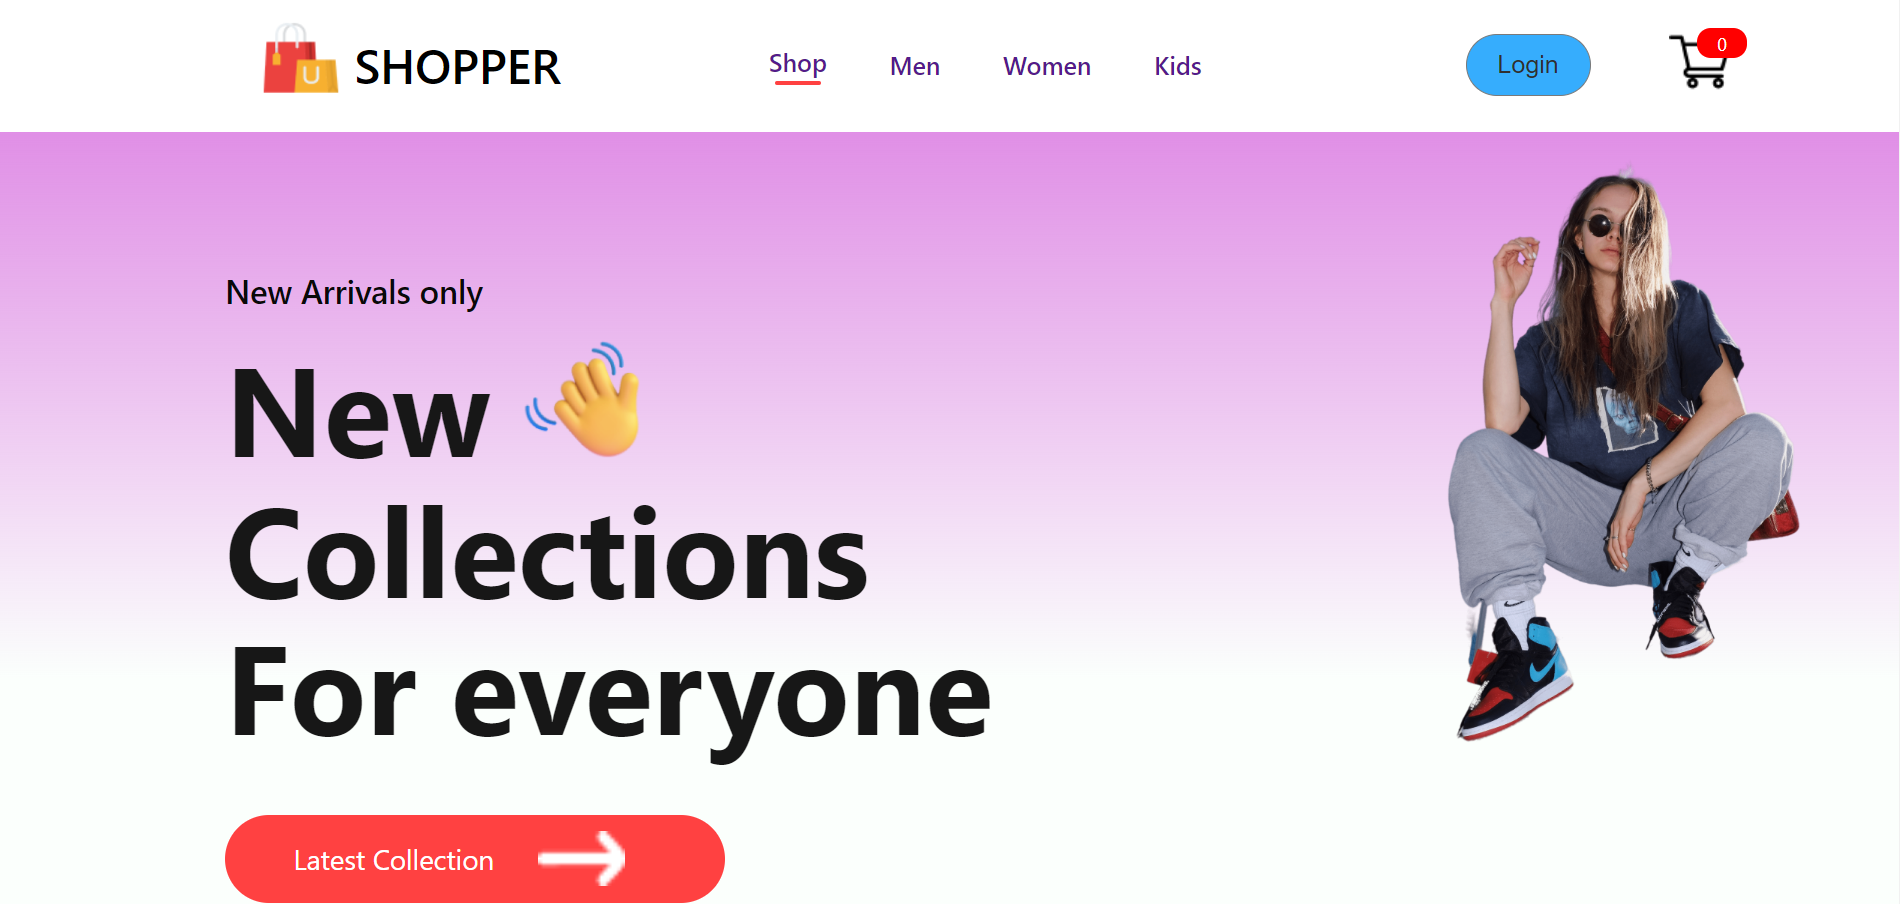 SHOPPER
Shop
Men
Women
Kids
Login
0
New Arrivals only
New
Collections
For everyone
Latest Collection